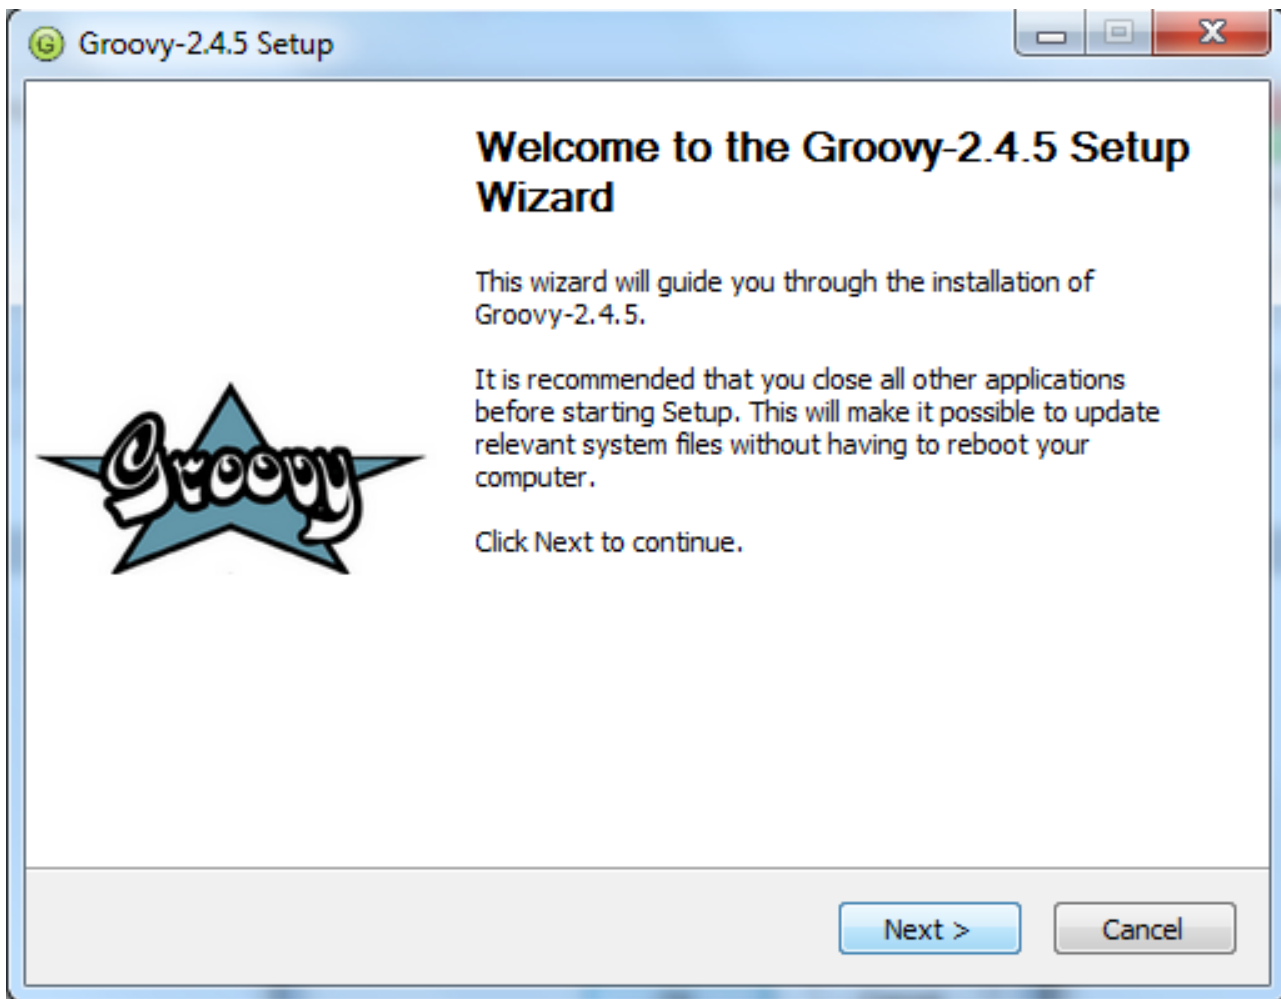 G Groovy-2.4.5 Setup
Welcome to the Groovy-2.4.5 Setup
Wizard
This wizard will guide you through the installation of
Groovy-2.4.5.
It is recommended that you close all other applications
before starting Setup. This will make it possible to update
relevant system files without having to reboot your
computer.
Groovy
Click Next to continue.
Next > Cancel